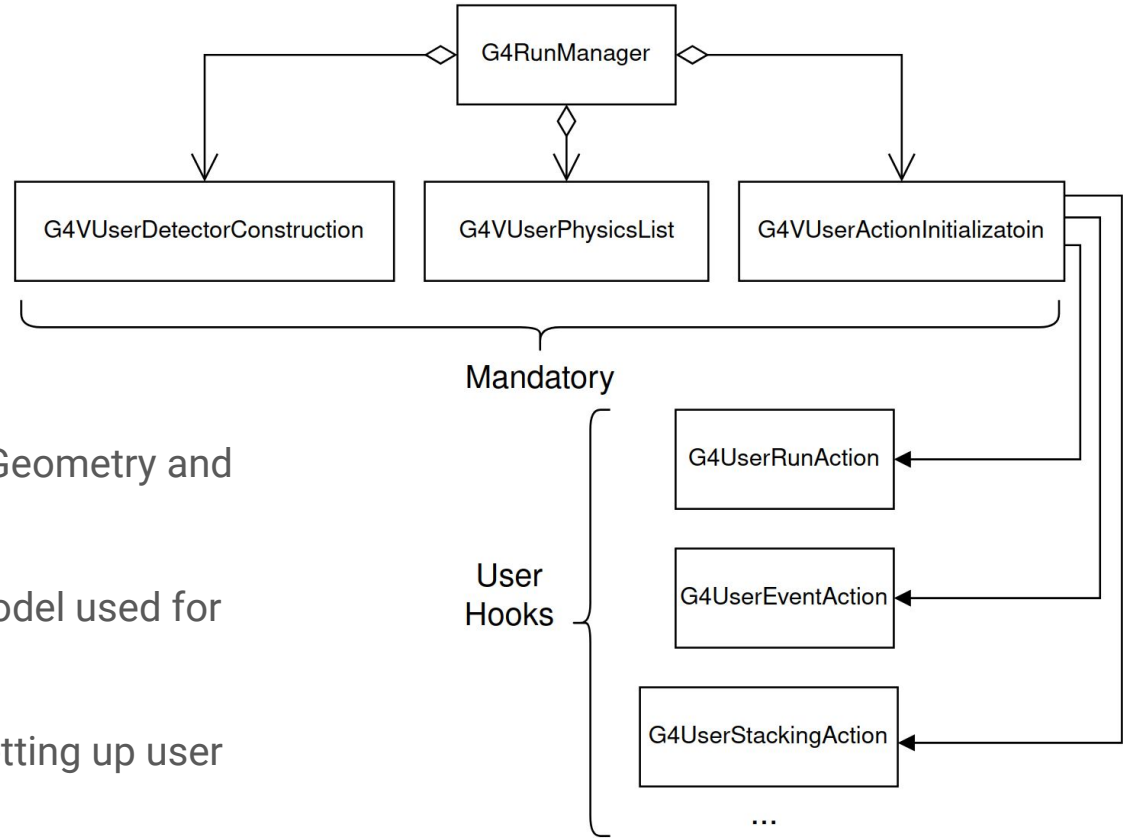 G4RunManager
G4VUserDetectorConstruction
G4VUserPhysicsList
G4VUserActionInitializatoin
Mandatory
Geometry and
odel used for
tting up user
User
Hooks
G4UserRunAction
G4UserEventAction
G4UserStackingAction
...